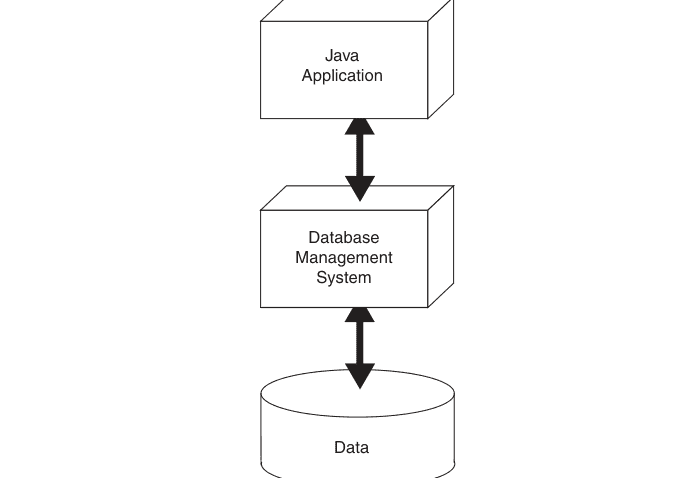 Java
Application
Database
Management
System
Data